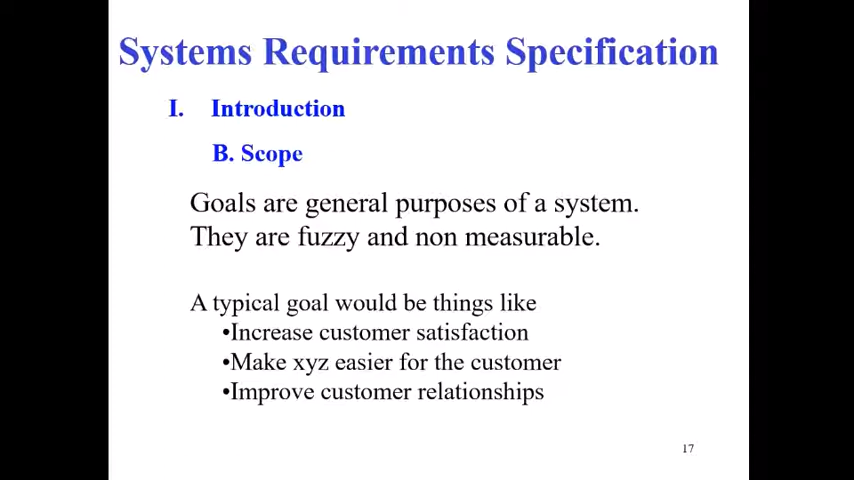 Systems Requirements Specification
I. Introduction
B. Scope
Goals are general purposes of a system.
They are fuzzy and non measurable.
A typical goal would be things like
•Increase customer satisfaction
•Make xyz easier for the customer
•Improve customer relationships
17